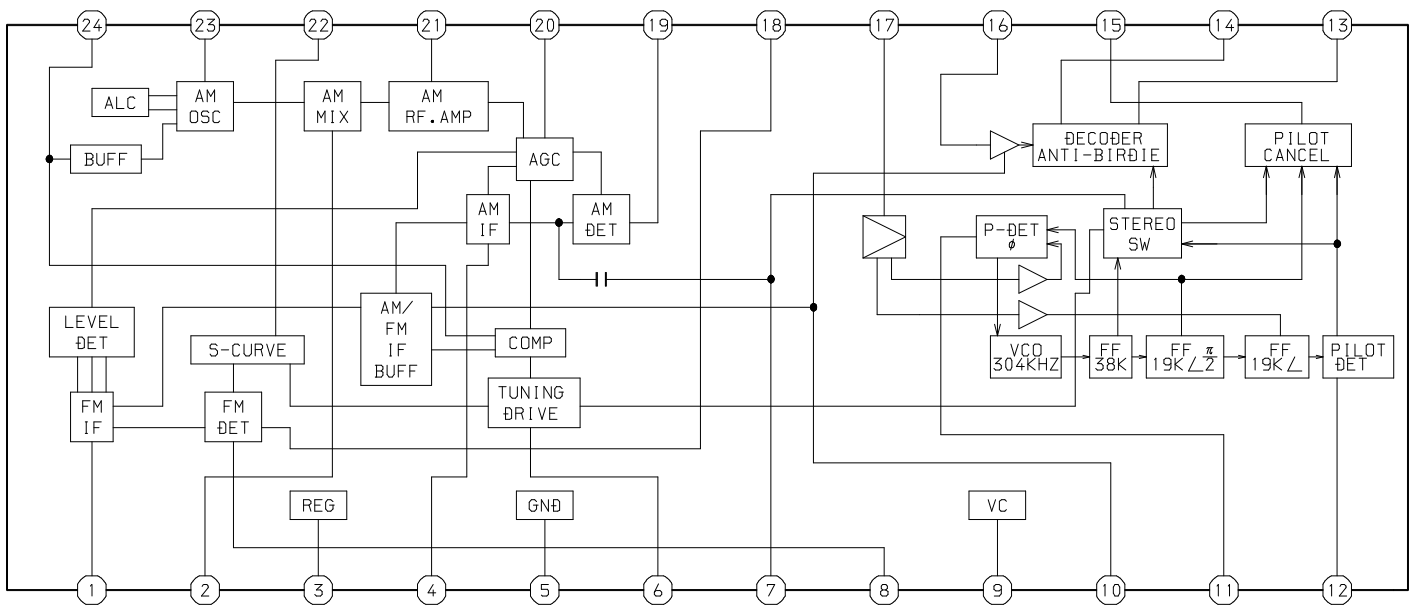 24 23 22 21 20 19 18 17 16 15 14 13
ALC
AM
OSC
AM
MIX
AM
RF.AMP
BUFF
AGC
DECODER
ANTI-BIRDIE
PILOT
CANCEL
AM
IF
AM
DET
P-DET
φ
STEREO
SW
LEVEL
DET
S-CURVE
AM/
FM
IF
BUFF
COMP
VCO
304KHZ
FF
38K
FF
19K∠π/2
FF
19K∠
PILOT
DET
FM
IF
FM
DET
TUNING
DRIVE
REG
GND
VC
1 2 3 4 5 6 7 8 9 10 11 12